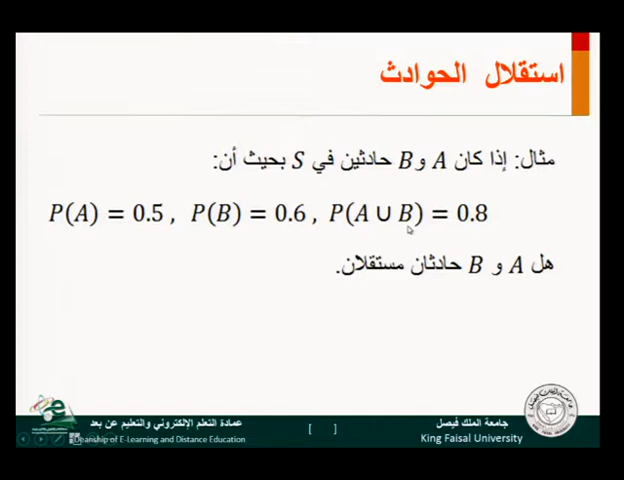 استقلال الحوادث
مثال: إذا كان A وB حادثين في S بحيث أن:
P(A) = 0.5 , P(B) = 0.6 , P(A ∪ B) = 0.8
هل A و B حادثان مستقلان.
عمادة التعلم الإلكتروني والتعليم عن بعد
Deanship of E-Learning and Distance Education
[ ]
جامعة الملك فيصل
King Faisal University